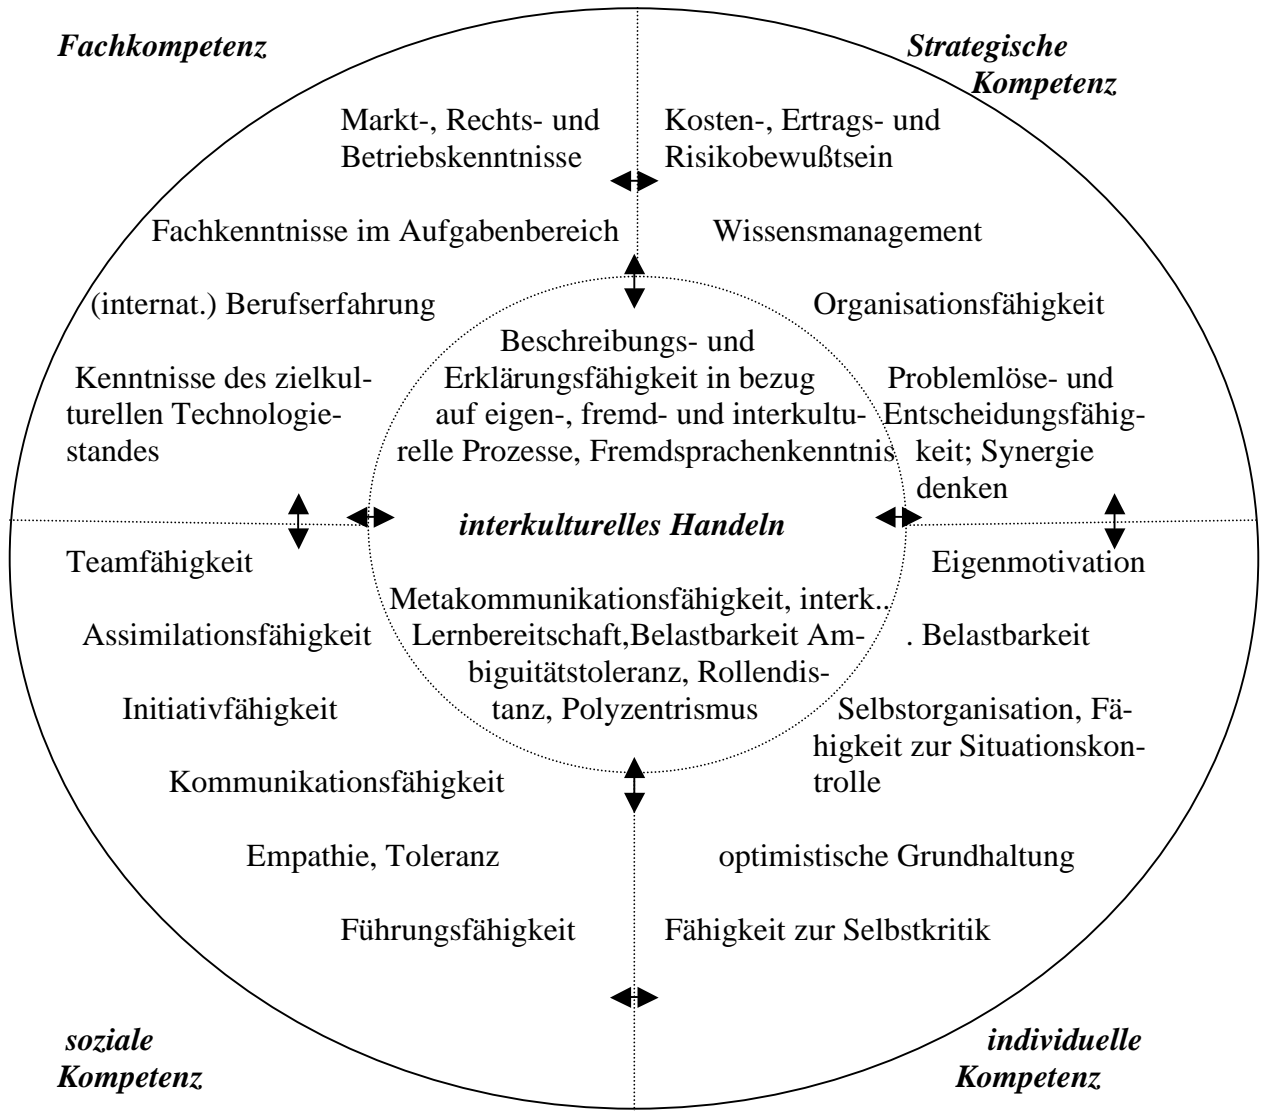 Fachkompetenz
Strategische
Kompetenz
Markt-, Rechts- und
Betriebskenntnisse
Fachkenntnisse im Aufgabenbereich
(internat.) Berufserfahrung
Kenntnisse des zielkul-
turellen Technologie-
standes
Kosten-, Ertrags- und
Risikobewußtsein
Wissensmanagement
Organisationsfähigkeit
Problemlöse- und
Entscheidungsfähig-
keit; Synergie
denken
Beschreibungs- und
Erklärungsfähigkeit in bezug
auf eigen-, fremd- und interkultu-
relle Prozesse, Fremdsprachenkenntnis
interkulturelles Handeln
Metakommunikationsfähigkeit, interk..
Lernbereitschaft,Belastbarkeit Am-
biguitätstoleranz, Rollendis-
tanz, Polyzentrismus
Teamfähigkeit
Assimilationsfähigkeit
Initiativfähigkeit
Kommunikationsfähigkeit
Empathie, Toleranz
Führungsfähigkeit
Eigenmotivation
. Belastbarkeit
Selbstorganisation, Fä-
higkeit zur Situationskon-
trolle
optimistische Grundhaltung
Fähigkeit zur Selbstkritik
soziale
Kompetenz
individuelle
Kompetenz